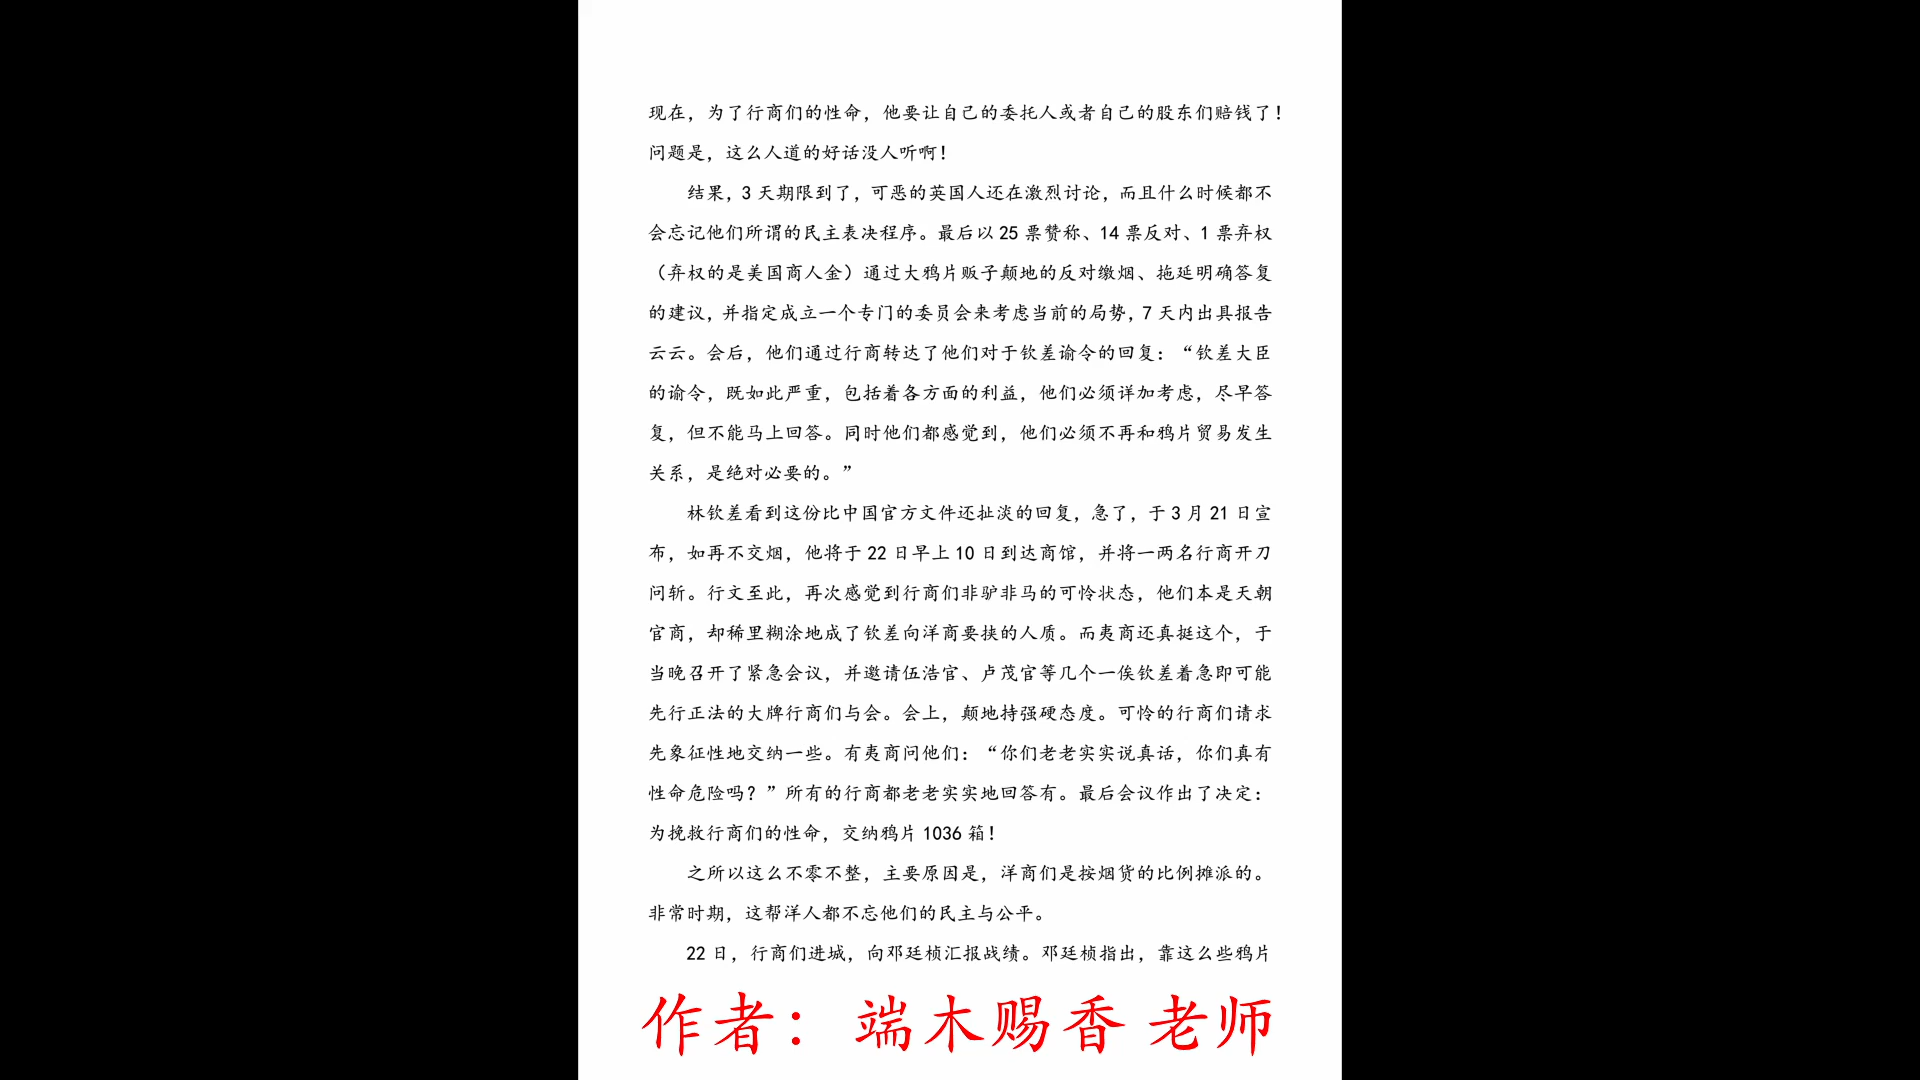 现在，为了行商们的性命，他要让自己的委托人或者自己的股东们赔钱了！
问题是，这么人道的好话没人听啊！
结果，3 天期限到了，可恶的英国人还在激烈讨论，而且什么时候都不
会忘记他们所谓的民主表决程序。最后以 25 票赞称、14 票反对、1 票弃权
（弃权的是美国商人金）通过大鸦片贩子颠地的反对缴烟、拖延明确答复
的建议，并指定成立一个专门的委员会来考虑当前的局势，7 天内出具报告
云云。会后，他们通过行商转达了他们对于钦差谕令的回复：“钦差大臣
的谕令，既如此严重，包括着各方面的利益，他们必须详加考虑，尽早答
复，但不能马上回答。同时他们都感觉到，他们必须不再和鸦片贸易发生
关系，是绝对必要的。”
林钦差看到这份比中国官方文件还扯淡的回复，急了，于 3 月 21 日宣
布，如再不交烟，他将于 22 日早上 10 日到达商馆，并将一两名行商开刀
问斩。行文至此，再次感觉到行商们非驴非马的可怜状态，他们本是天朝
官商，却稀里糊涂地成了钦差向洋商要挟的人质。而夷商还真挺这个，于
当晚召开了紧急会议，并邀请伍浩官、卢茂官等几个一俟钦差着急即可能
先行正法的大牌行商们与会。会上，颠地持强硬态度。可怜的行商们请求
先象征性地交纳一些。有夷商问他们：“你们老老实实说真话，你们真有
性命危险吗？”所有的行商都老老实实地回答有。最后会议作出了决定：
为挽救行商们的性命，交纳鸦片 1036 箱！
之所以这么不零不整，主要原因是，洋商们是按烟货的比例摊派的。
非常时期，这帮洋人都不忘他们的民主与公平。
22 日，行商们进城，向邓廷桢汇报战绩。邓廷桢指出，靠这么些鸦片
作者：端木赐香 老师